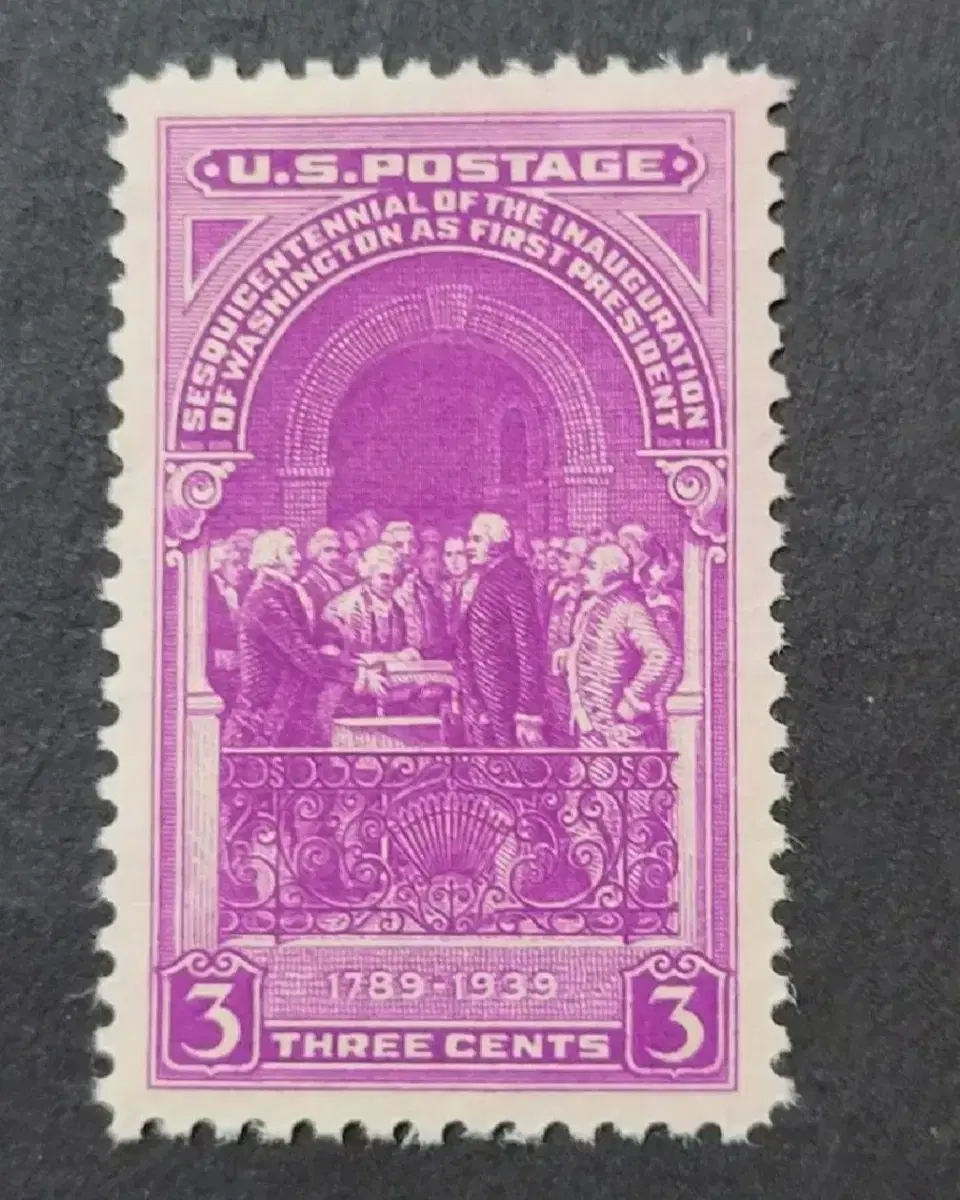 U.S. POSTAGE
SESQUICENTENNIAL OF THE INAUGURATION
OF WASHINGTON AS FIRST PRESIDENT
1789-1939
3 THREE CENTS 3